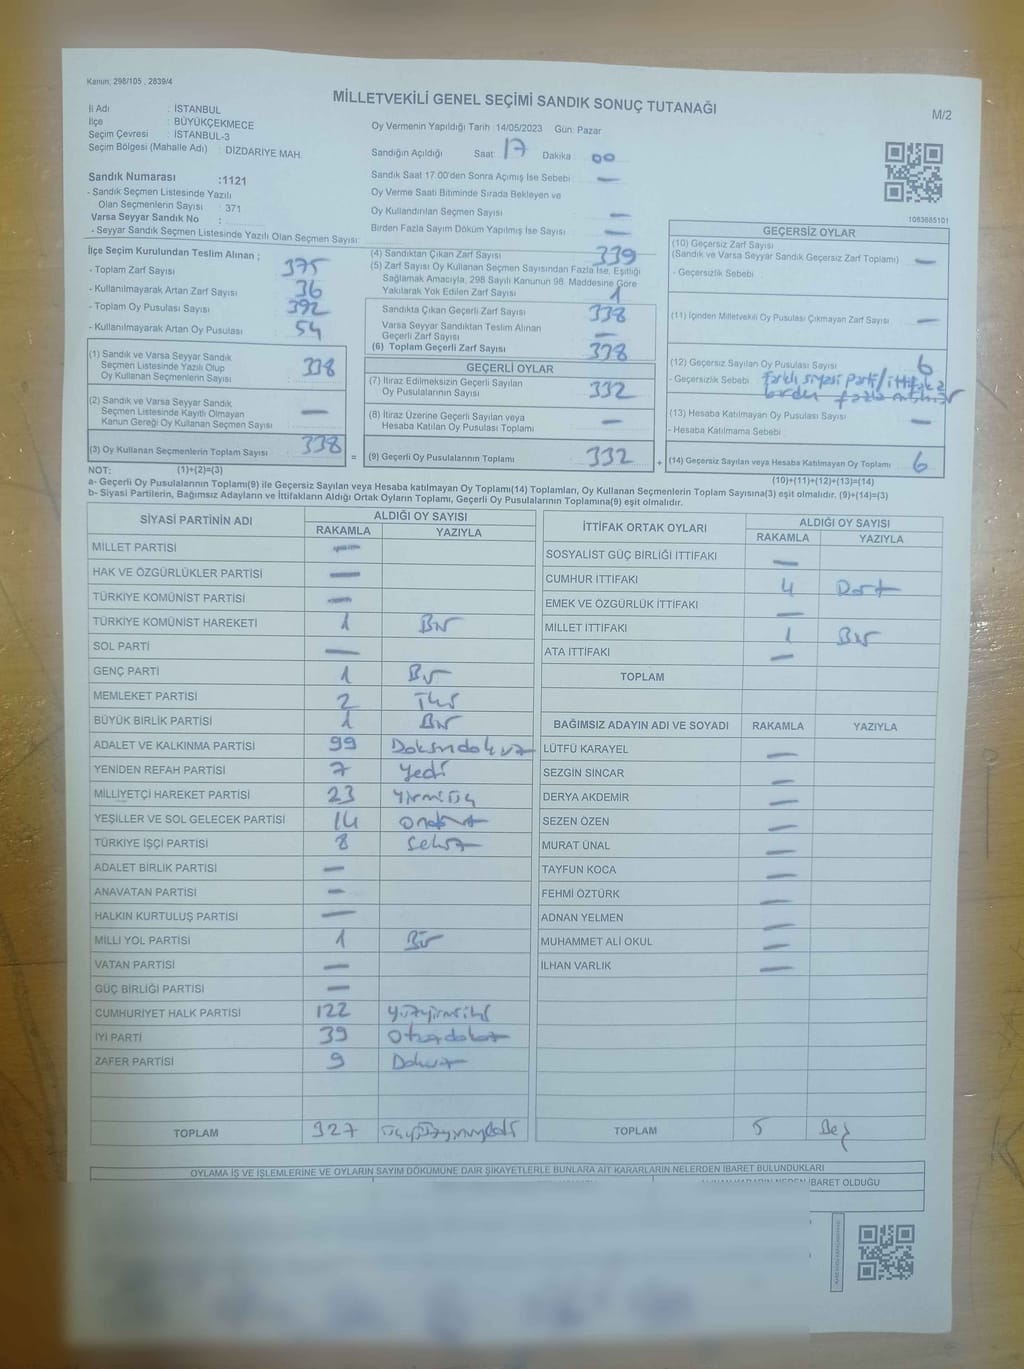 Kanun: 298/105 , 2839/4
MİLLETVEKİLİ GENEL SEÇİMİ SANDIK SONUÇ TUTANAĞI
M/2
İl Adı : İSTANBUL
İlçe : BÜYÜKÇEKMECE
Seçim Çevresi : İSTANBUL-3
Seçim Bölgesi (Mahalle Adı) : DİZDARİYE MAH.
Sandık Numarası :1121
- Sandık Seçmen Listesinde Yazılı
Olan Seçmenlerin Sayısı : 371
Varsa Seyyar Sandık No :
- Seyyar Sandık Seçmen Listesinde Yazılı Olan Seçmen Sayısı:
Oy Vermenin Yapıldığı Tarih :14/05/2023 Gün: Pazar
Sandığın Açıldığı Saat 17 Dakika 00
Sandık Saat 17.00'den Sonra Açılmış İse Sebebi : —
Oy Verme Saati Bitiminde Sırada Bekleyen ve
Oy Kullandırılan Seçmen Sayısı : —
Birden Fazla Sayım Döküm Yapılmış İse Sayısı : —
1083685101
İlçe Seçim Kurulundan Teslim Alınan ;
- Toplam Zarf Sayısı 375
- Kullanılmayarak Artan Zarf Sayısı 36
- Toplam Oy Pusulası Sayısı 392
- Kullanılmayarak Artan Oy Pusulası 54
(1) Sandık ve Varsa Seyyar Sandık
Seçmen Listesinde Yazılı Olup
Oy Kullanan Seçmenlerin Sayısı 338
(2) Sandık ve Varsa Seyyar Sandık
Seçmen Listesinde Kayıtlı Olmayan
Kanun Gereği Oy Kullanan Seçmen Sayısı —
(3) Oy Kullanan Seçmenlerin Toplam Sayısı 338
(4) Sandıktan Çıkan Zarf Sayısı 339
(5) Zarf Sayısı Oy Kullanan Seçmen Sayısından Fazla İse, Eşitliği
Sağlamak Amacıyla, 298 Sayılı Kanunun 98. Maddesine Göre
Yakılarak Yok Edilen Zarf Sayısı 1
Sandıkta Çıkan Geçerli Zarf Sayısı 338
Varsa Seyyar Sandıktan Teslim Alınan
Geçerli Zarf Sayısı —
(6) Toplam Geçerli Zarf Sayısı 338
GEÇERLİ OYLAR
(7) İtiraz Edilmeksizin Geçerli Sayılan
Oy Pusulalarının Sayısı 332
(8) İtiraz Üzerine Geçerli Sayılan veya
Hesaba Katılan Oy Pusulası Toplamı —
= (9) Geçerli Oy Pusulalarının Toplamı 332 +
GEÇERSİZ OYLAR
(10) Geçersiz Zarf Sayısı
(Sandık ve Varsa Seyyar Sandık Geçersiz Zarf Toplamı) —
- Geçersizlik Sebebi :
(11) İçinden Milletvekili Oy Pusulası Çıkmayan Zarf Sayısı —
(12) Geçersiz Sayılan Oy Pusulası Sayısı 6
- Geçersizlik Sebebi farklı siyasi parti/ittifaka
birden fazla
(13) Hesaba Katılmayan Oy Pusulası Sayısı —
- Hesaba Katılmama Sebebi :
(14) Geçersiz Sayılan veya Hesaba Katılmayan Oy Toplamı 6
NOT: (1)+(2)=(3)
(10)+(11)+(12)+(13)=(14)
a- Geçerli Oy Pusulalarının Toplamı(9) ile Geçersiz Sayılan veya Hesaba katılmayan Oy Toplamı(14) Toplamları, Oy Kullanan Seçmenlerin Toplam Sayısına(3) eşit olmalıdır. (9)+(14)=(3)
b- Siyasi Partilerin, Bağımsız Adayların ve İttifakların Aldığı Ortak Oyların Toplamı, Geçerli Oy Pusulalarının Toplamına(9) eşit olmalıdır.
SİYASİ PARTİNİN ADI ALDIĞI OY SAYISI
RAKAMLA YAZIYLA
MİLLET PARTİSİ —
HAK VE ÖZGÜRLÜKLER PARTİSİ —
TÜRKİYE KOMÜNİST PARTİSİ —
TÜRKİYE KOMÜNİST HAREKETİ 1 Bir
SOL PARTİ —
GENÇ PARTİ 1 Bir
MEMLEKET PARTİSİ 2 İki
BÜYÜK BİRLİK PARTİSİ 1 Bir
ADALET VE KALKINMA PARTİSİ 99 Doksandokuz
YENİDEN REFAH PARTİSİ 7 Yedi
MİLLİYETÇİ HAREKET PARTİSİ 23 Yirmiüç
YEŞİLLER VE SOL GELECEK PARTİSİ 14 Ondört
TÜRKİYE İŞÇİ PARTİSİ 8 Sekiz
ADALET BİRLİK PARTİSİ —
ANAVATAN PARTİSİ —
HALKIN KURTULUŞ PARTİSİ —
MİLLİ YOL PARTİSİ 1 Bir
VATAN PARTİSİ —
GÜÇ BİRLİĞİ PARTİSİ —
CUMHURİYET HALK PARTİSİ 122 Yüzyirmiiki
İYİ PARTİ 39 Otuzdokuz
ZAFER PARTİSİ 9 Dokuz
TOPLAM 327 Üçyüzyirmiyedi
İTTİFAK ORTAK OYLARI ALDIĞI OY SAYISI
RAKAMLA YAZIYLA
SOSYALİST GÜÇ BİRLİĞİ İTTİFAKI —
CUMHUR İTTİFAKI 4 Dört
EMEK VE ÖZGÜRLÜK İTTİFAKI —
MİLLET İTTİFAKI 1 Bir
ATA İTTİFAKI —
TOPLAM
BAĞIMSIZ ADAYIN ADI VE SOYADI RAKAMLA YAZIYLA
LÜTFÜ KARAYEL —
SEZGİN SİNCAR —
DERYA AKDEMİR —
SEZEN ÖZEN —
MURAT ÜNAL —
TAYFUN KOCA —
FEHMİ ÖZTÜRK —
ADNAN YELMEN —
MUHAMMET ALİ OKUL —
İLHAN VARLIK —
TOPLAM 5 Beş
OYLAMA İŞ VE İŞLEMLERİNE VE OYLARIN SAYIM DÖKÜMÜNE DAİR ŞİKAYETLERLE BUNLARA AİT KARARLARIN NELERDEN İBARET BULUNDUKLARI
İBARET OLDUĞU